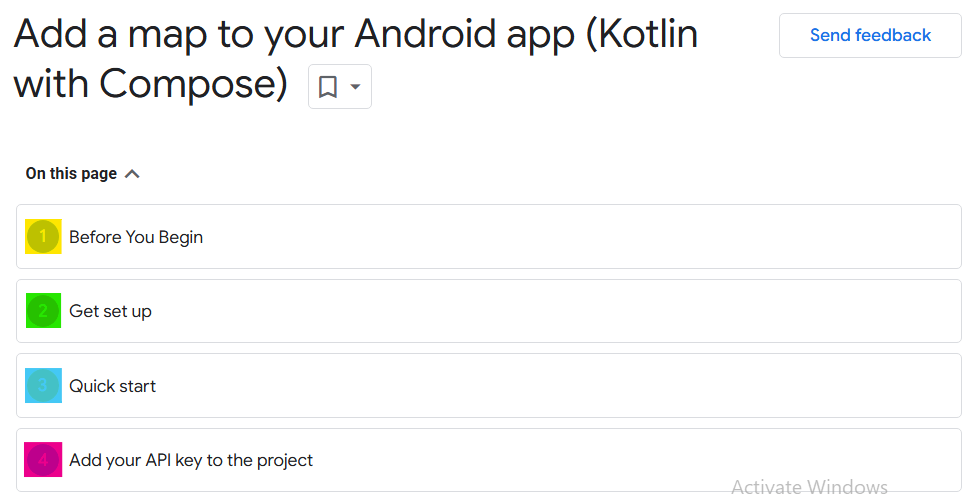 Add a map to your Android app (Kotlin
with Compose)
Send feedback
On this page
1 Before You Begin
2 Get set up
3 Quick start
4 Add your API key to the project
Activate Windows